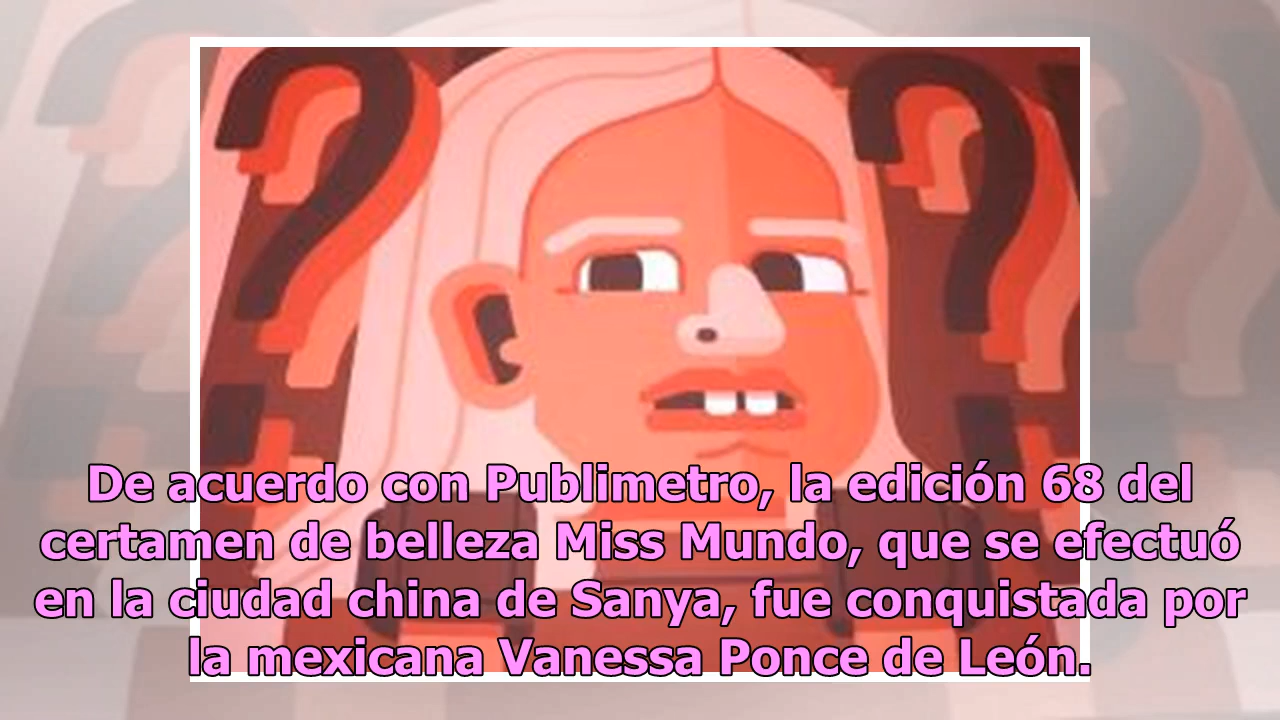 De acuerdo con Publimetro, la edición 68 del
certamen de belleza Miss Mundo, que se efectuó
en la ciudad china de Sanya, fue conquistada por
la mexicana Vanessa Ponce de León.